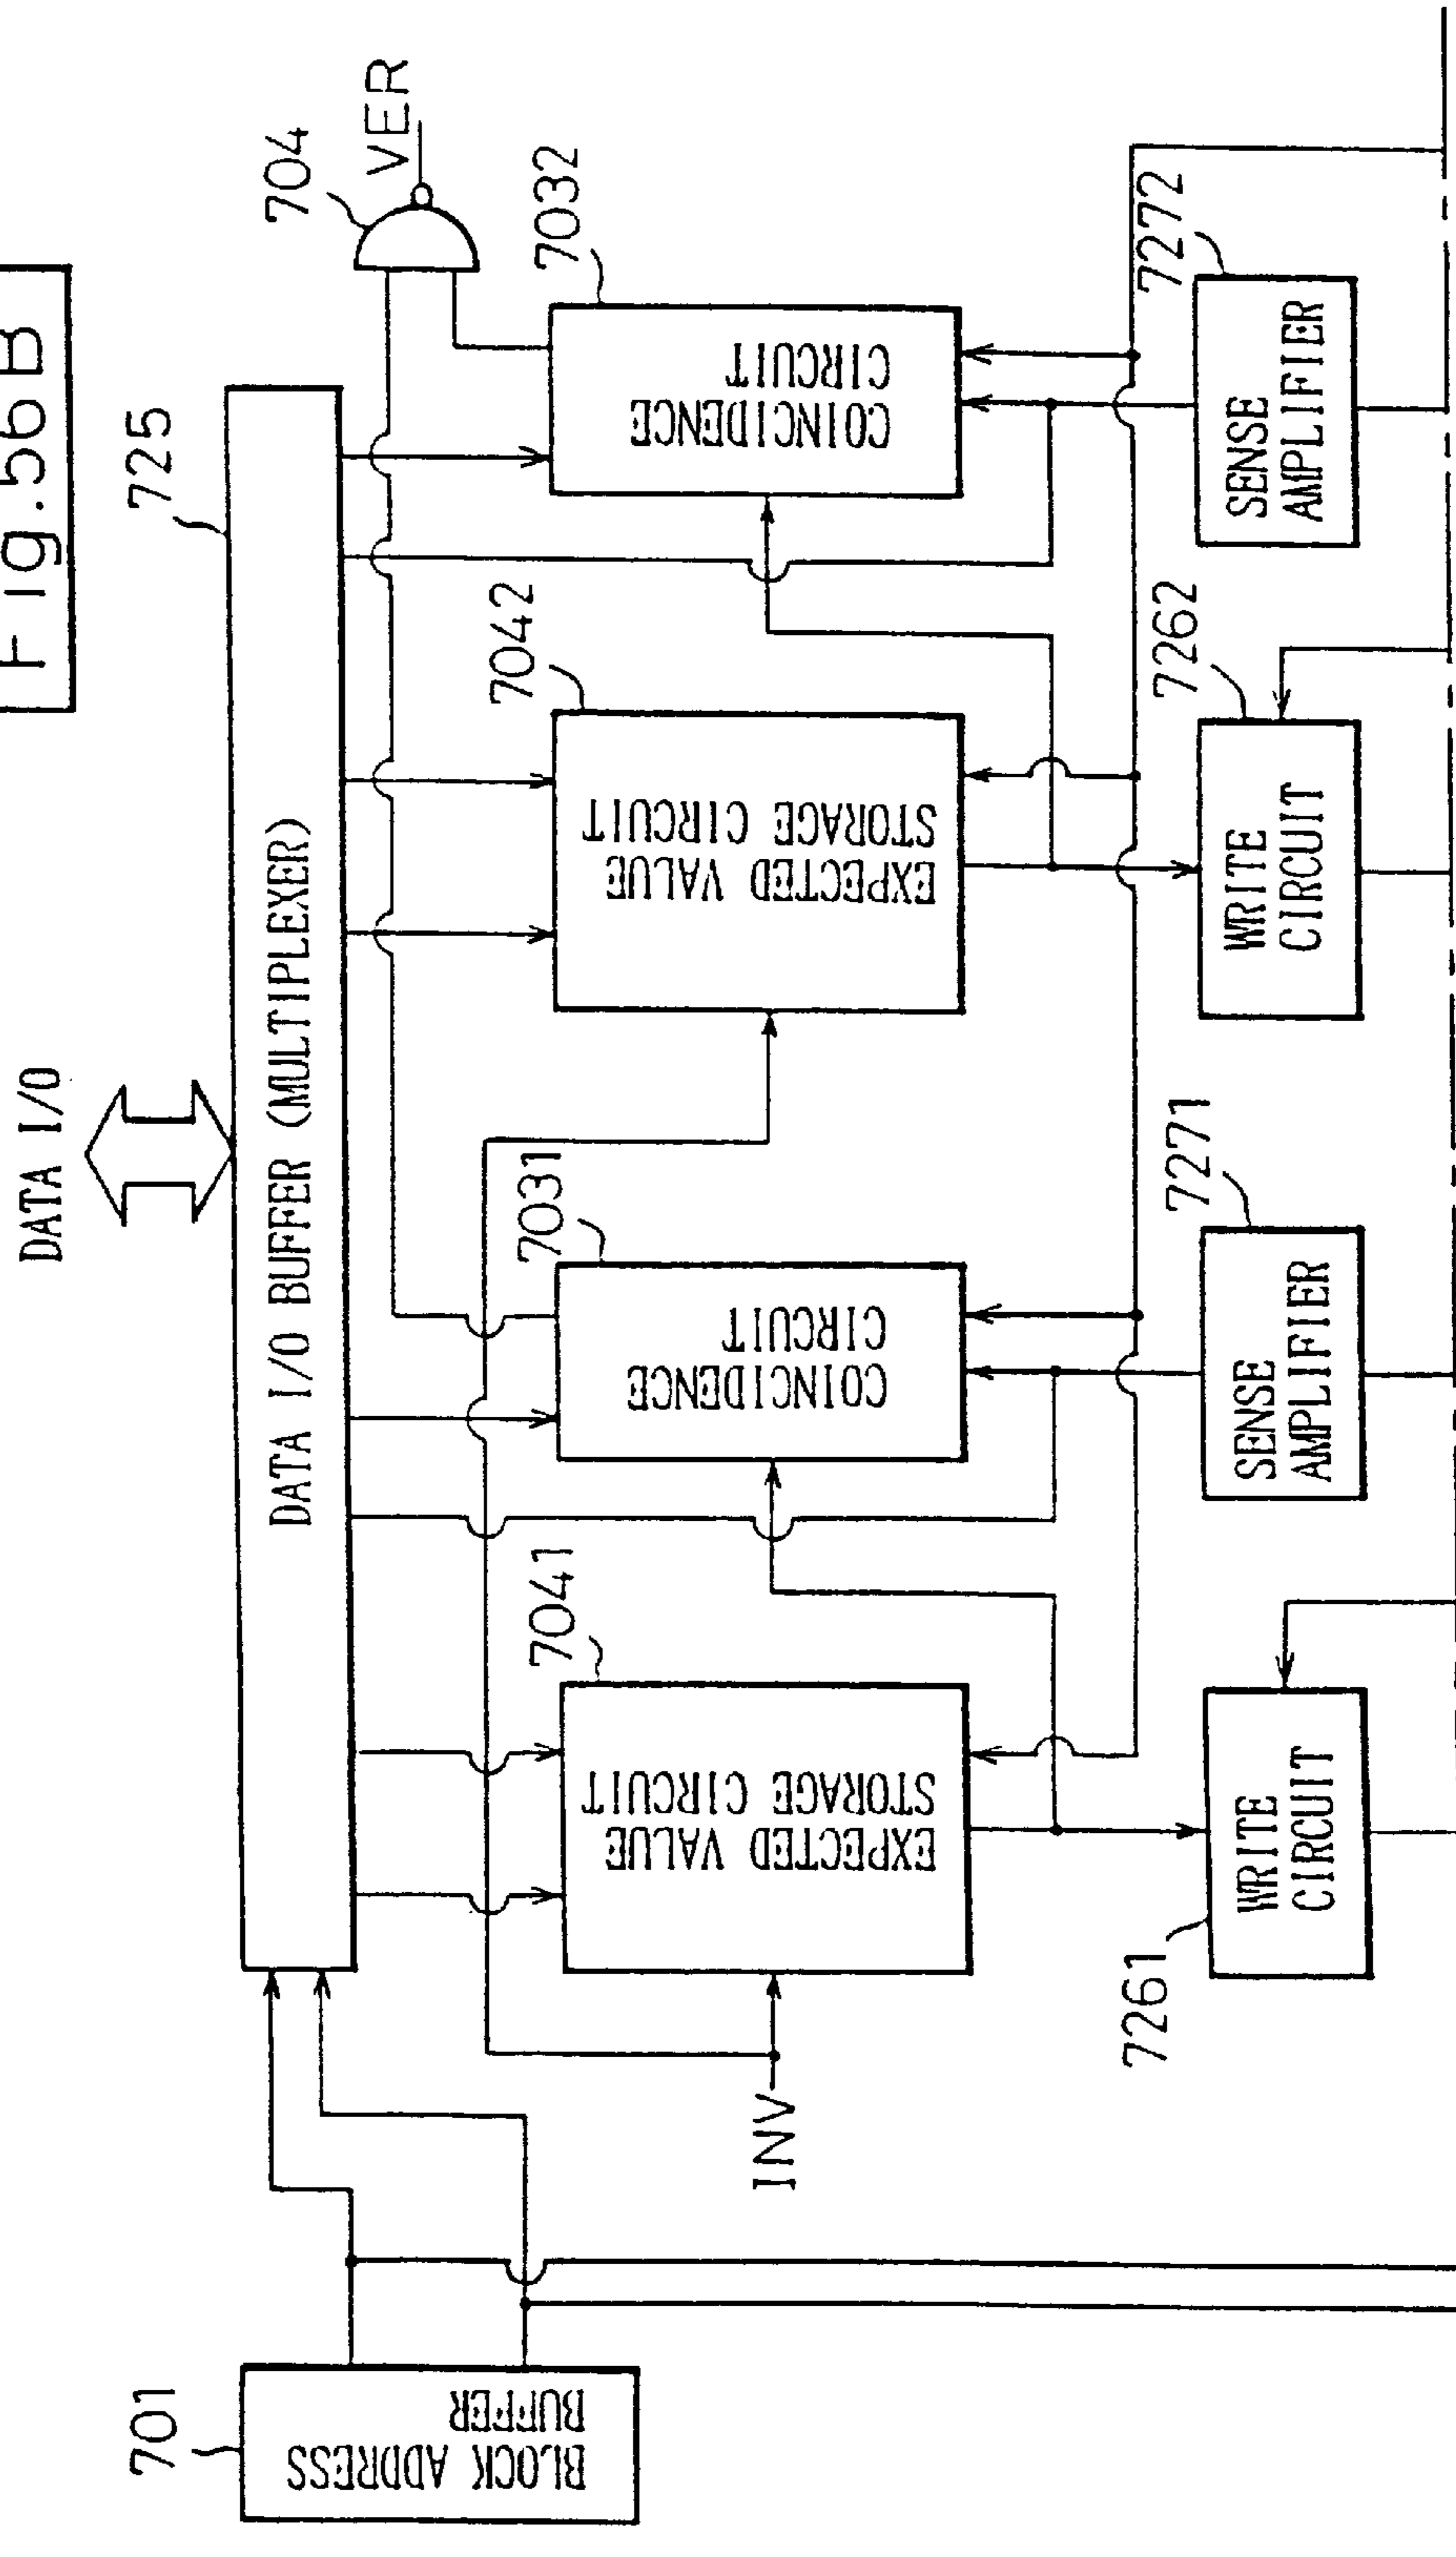 Fig.56B
DATA I/O
725
DATA I/O BUFFER (MULTIPLEXER)
704
VER
701
BLOCK ADDRESS
BUFFER
INV
7041
EXPECTED VALUE
STORAGE CIRCUIT
7031
COINCIDENCE
CIRCUIT
7042
EXPECTED VALUE
STORAGE CIRCUIT
7032
COINCIDENCE
CIRCUIT
7261
WRITE
CIRCUIT
7271
SENSE
AMPLIFIER
7262
WRITE
CIRCUIT
7272
SENSE
AMPLIFIER